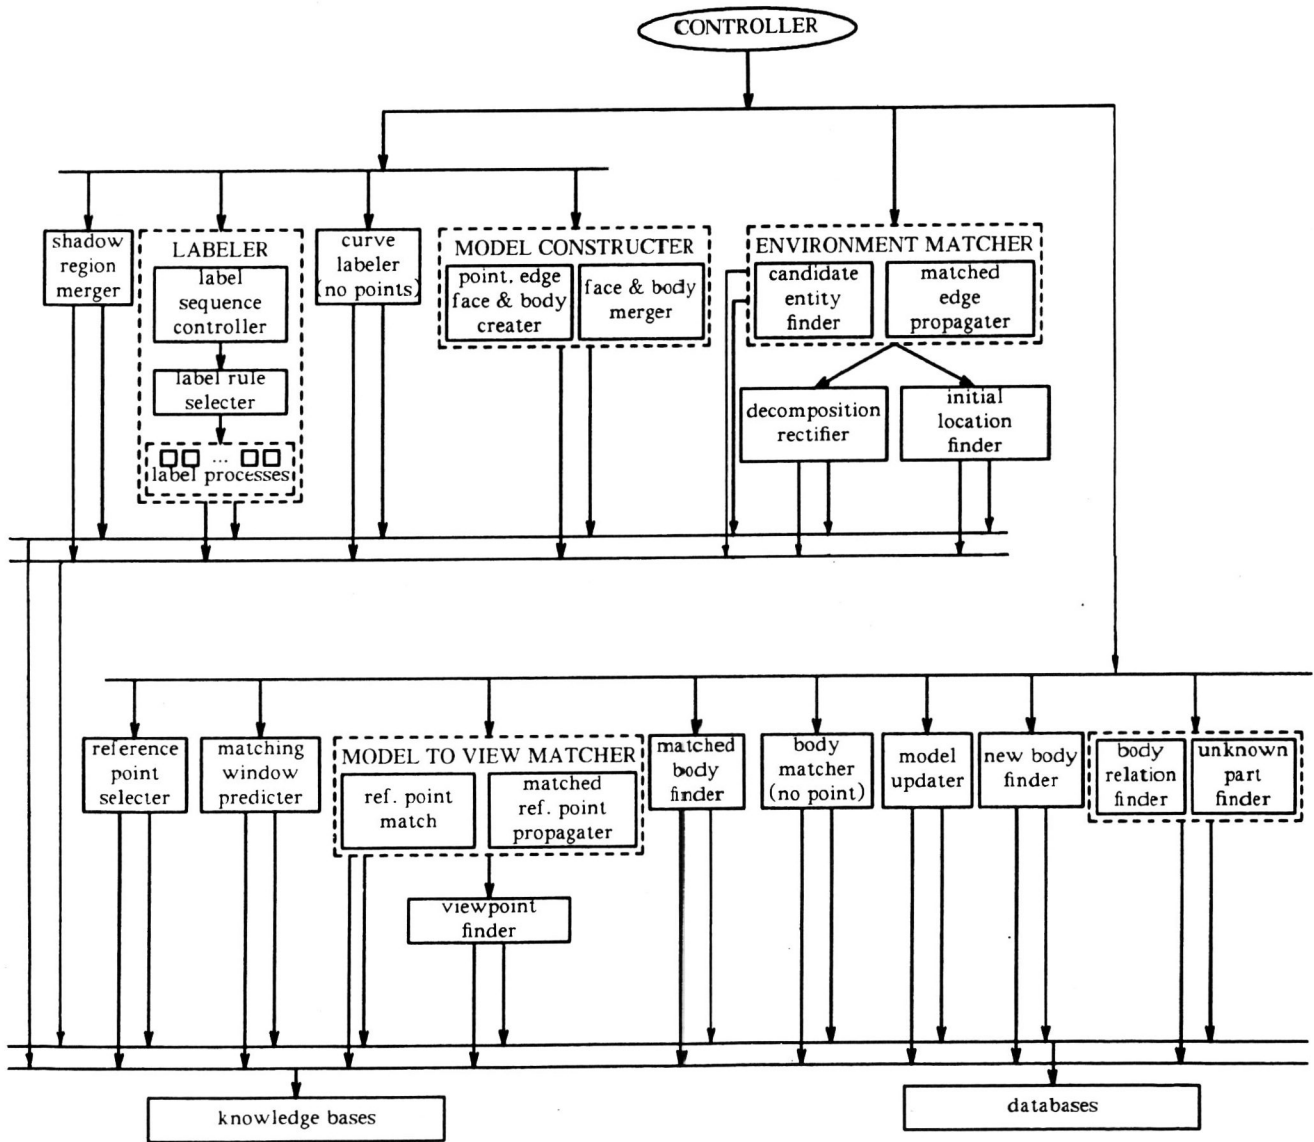 CONTROLLER
shadow
region
merger
LABELER
label
sequence
controller
label rule
selecter
...
label processes
curve
labeler
(no points)
MODEL CONSTRUCTER
point, edge
face & body
creater
face & body
merger
ENVIRONMENT MATCHER
candidate
entity
finder
matched
edge
propagater
decomposition
rectifier
initial
location
finder
reference
point
selecter
matching
window
predicter
MODEL TO VIEW MATCHER
ref. point
match
matched
ref. point
propagater
viewpoint
finder
matched
body
finder
body
matcher
(no point)
model
updater
new body
finder
body
relation
finder
unknown
part
finder
knowledge bases
databases